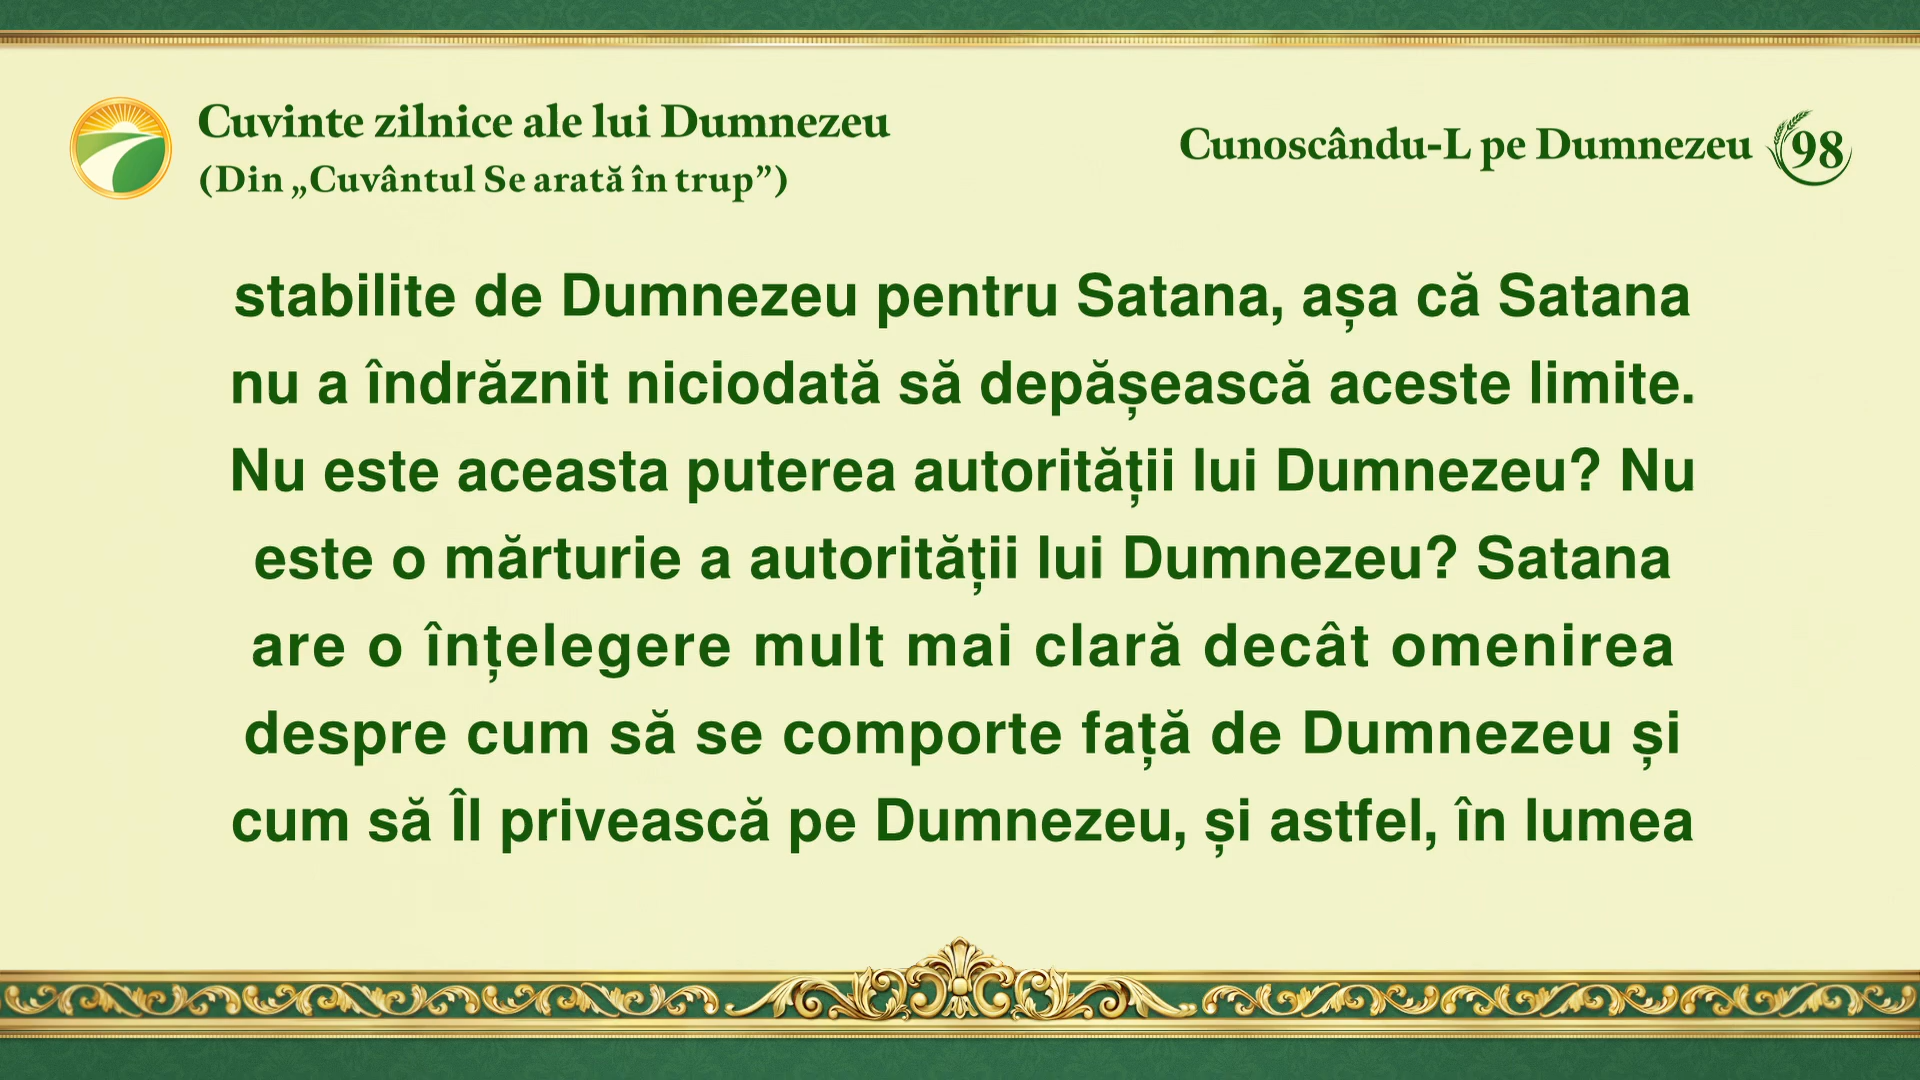 Cuvinte zilnice ale lui Dumnezeu
(Din „Cuvântul Se arată în trup”)
Cunoscându-L pe Dumnezeu 98
stabilite de Dumnezeu pentru Satana, așa că Satana
nu a îndrăznit niciodată să depășească aceste limite.
Nu este aceasta puterea autorității lui Dumnezeu? Nu
este o mărturie a autorității lui Dumnezeu? Satana
are o înțelegere mult mai clară decât omenirea
despre cum să se comporte față de Dumnezeu și
cum să Îl privească pe Dumnezeu, și astfel, în lumea